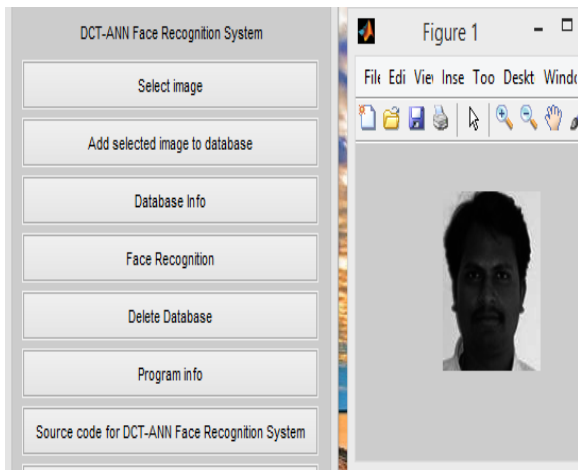 DCT-ANN Face Recognition System
Select image
Add selected image to database
Database Info
Face Recognition
Delete Database
Program info
Source code for DCT-ANN Face Recognition System
Figure 1
File Edi Vie Inse Too Deskt Windo